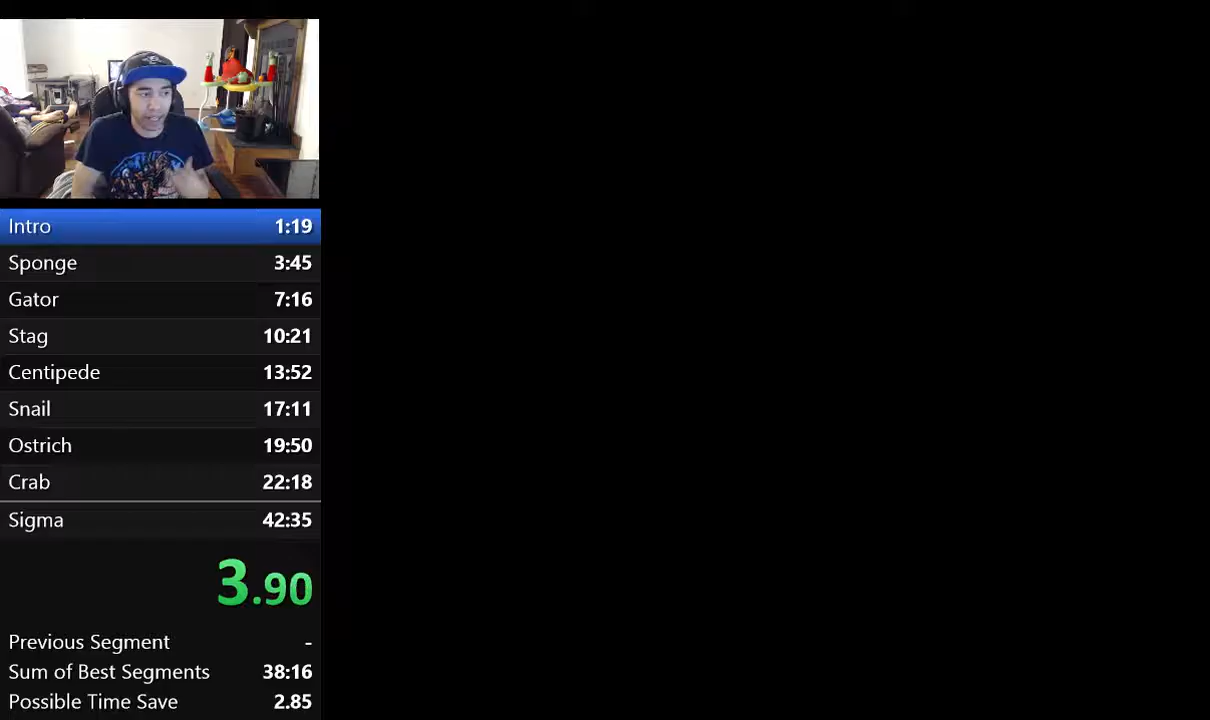 Intro 1:19
Sponge 3:45
Gator 7:16
Stag 10:21
Centipede 13:52
Snail 17:11
Ostrich 19:50
Crab 22:18
Sigma 42:35
3.90
Previous Segment -
Sum of Best Segments 38:16
Possible Time Save 2.85